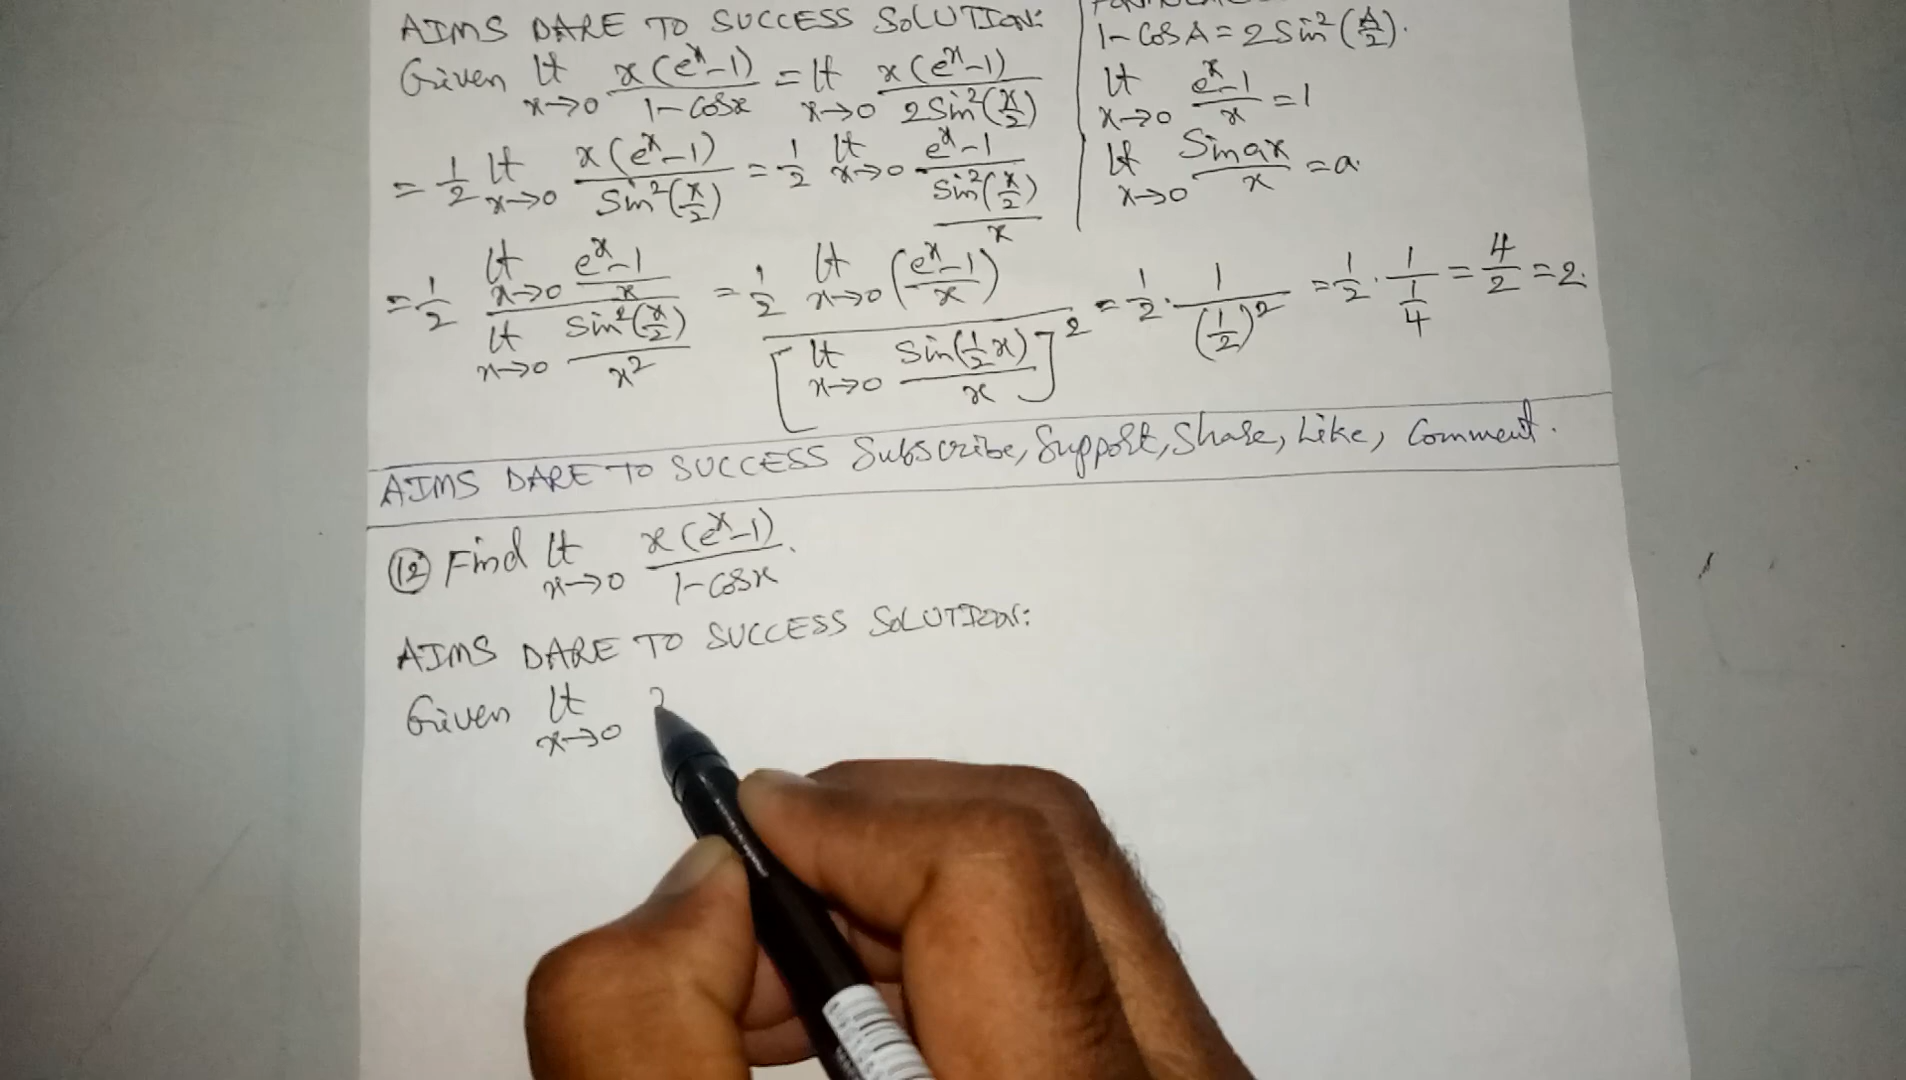 AIMS DARE TO SUCCESS SOLUTION:
Given lt x→0 x(e^x-1)/(1-cosx) = lt x→0 x(e^x-1)/(2 sin²(x/2))
= 1/2 lt x→0 x(e^x-1)/(sin²(x/2)) = 1/2 lt x→0 (e^x-1)/(sin²(x/2)/x)
= 1/2 (lt x→0 (e^x-1)/x)/(lt x→0 sin²(x/2)/x²) = 1/2 (lt x→0 ((e^x-1)/x))/[lt x→0 sin(1/2 x)/x]² = 1/2 . 1/(1/2)² = 1/2 . 1/(1/4) = 4/2 = 2.
1-cosA = 2sin²(A/2).
lt x→0 (e^x-1)/x = 1
lt x→0 sinax/x = a.
AIMS DARE TO SUCCESS Subscribe, Support, Share, Like, Comment.
(12) Find lt x→0 x(e^x-1)/(1-cosx).
AIMS DARE TO SUCCESS SOLUTION:
Given lt x→0